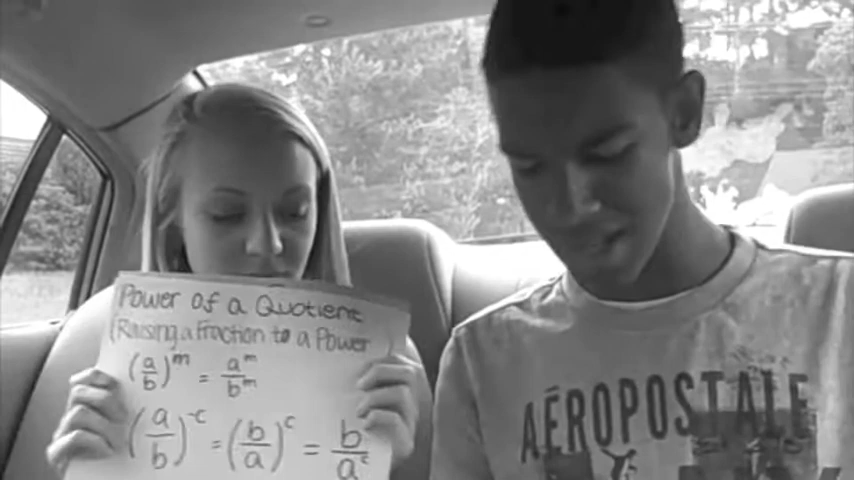 Power of a Quotient
(Raising a Fraction to a Power
(a/b)^m = a^m/b^m
(a/b)^-c = (b/a)^c = b/a^c
AÉROPOSTALE